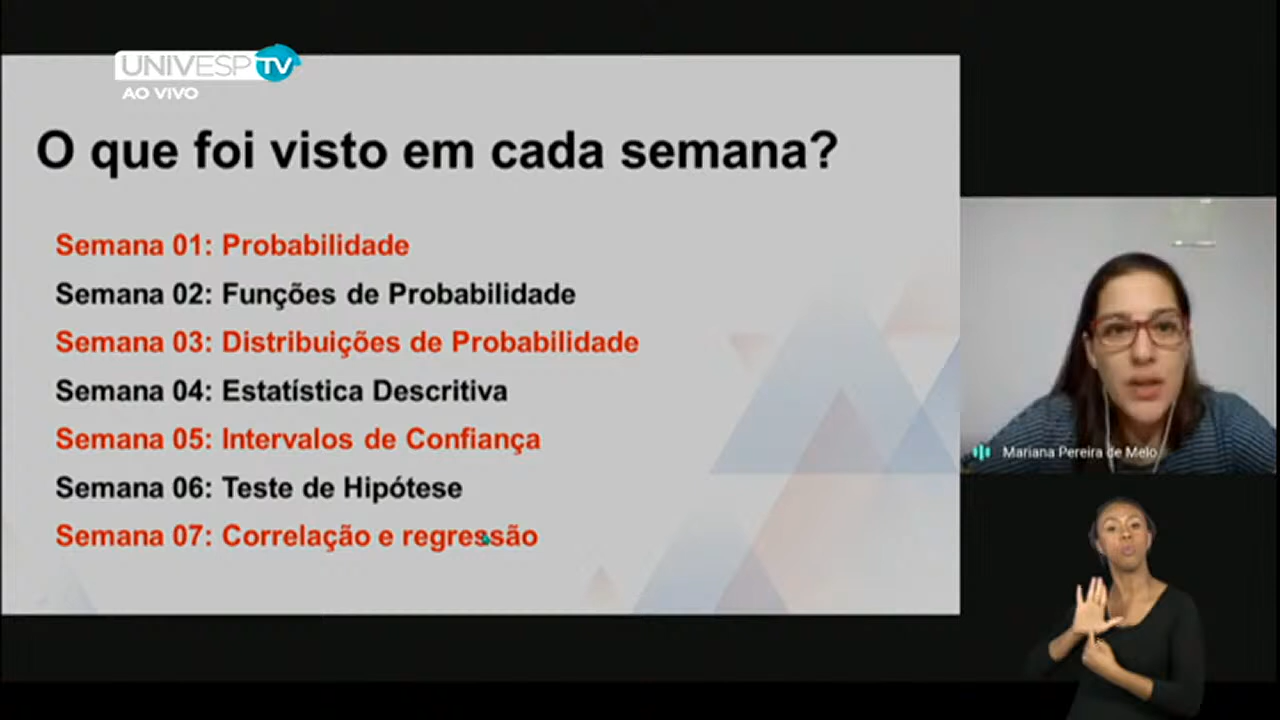 UNIVESP TV
AO VIVO
O que foi visto em cada semana?
Semana 01: Probabilidade
Semana 02: Funções de Probabilidade
Semana 03: Distribuições de Probabilidade
Semana 04: Estatística Descritiva
Semana 05: Intervalos de Confiança
Semana 06: Teste de Hipótese
Semana 07: Correlação e regressão
Mariana Pereira de Melo